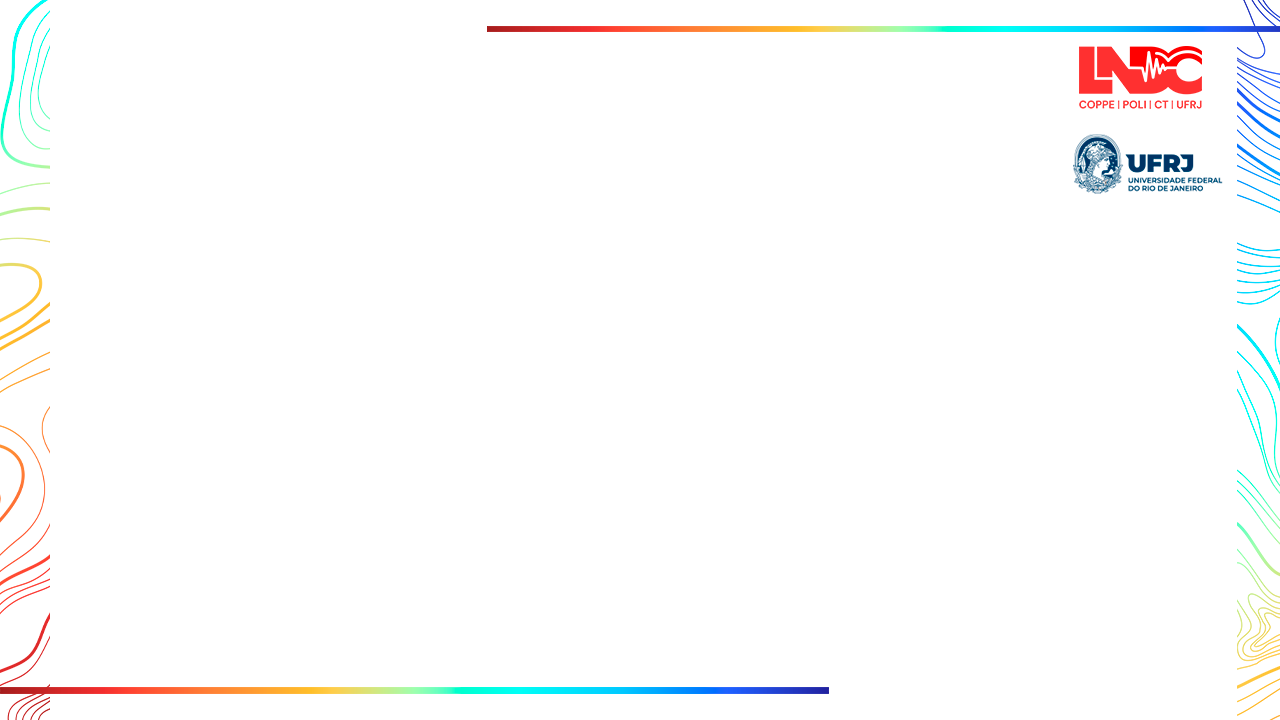 LNDC
COPPE | POLI | CT | UFRJ
UFRJ
UNIVERSIDADE FEDERAL
DO RIO DE JANEIRO